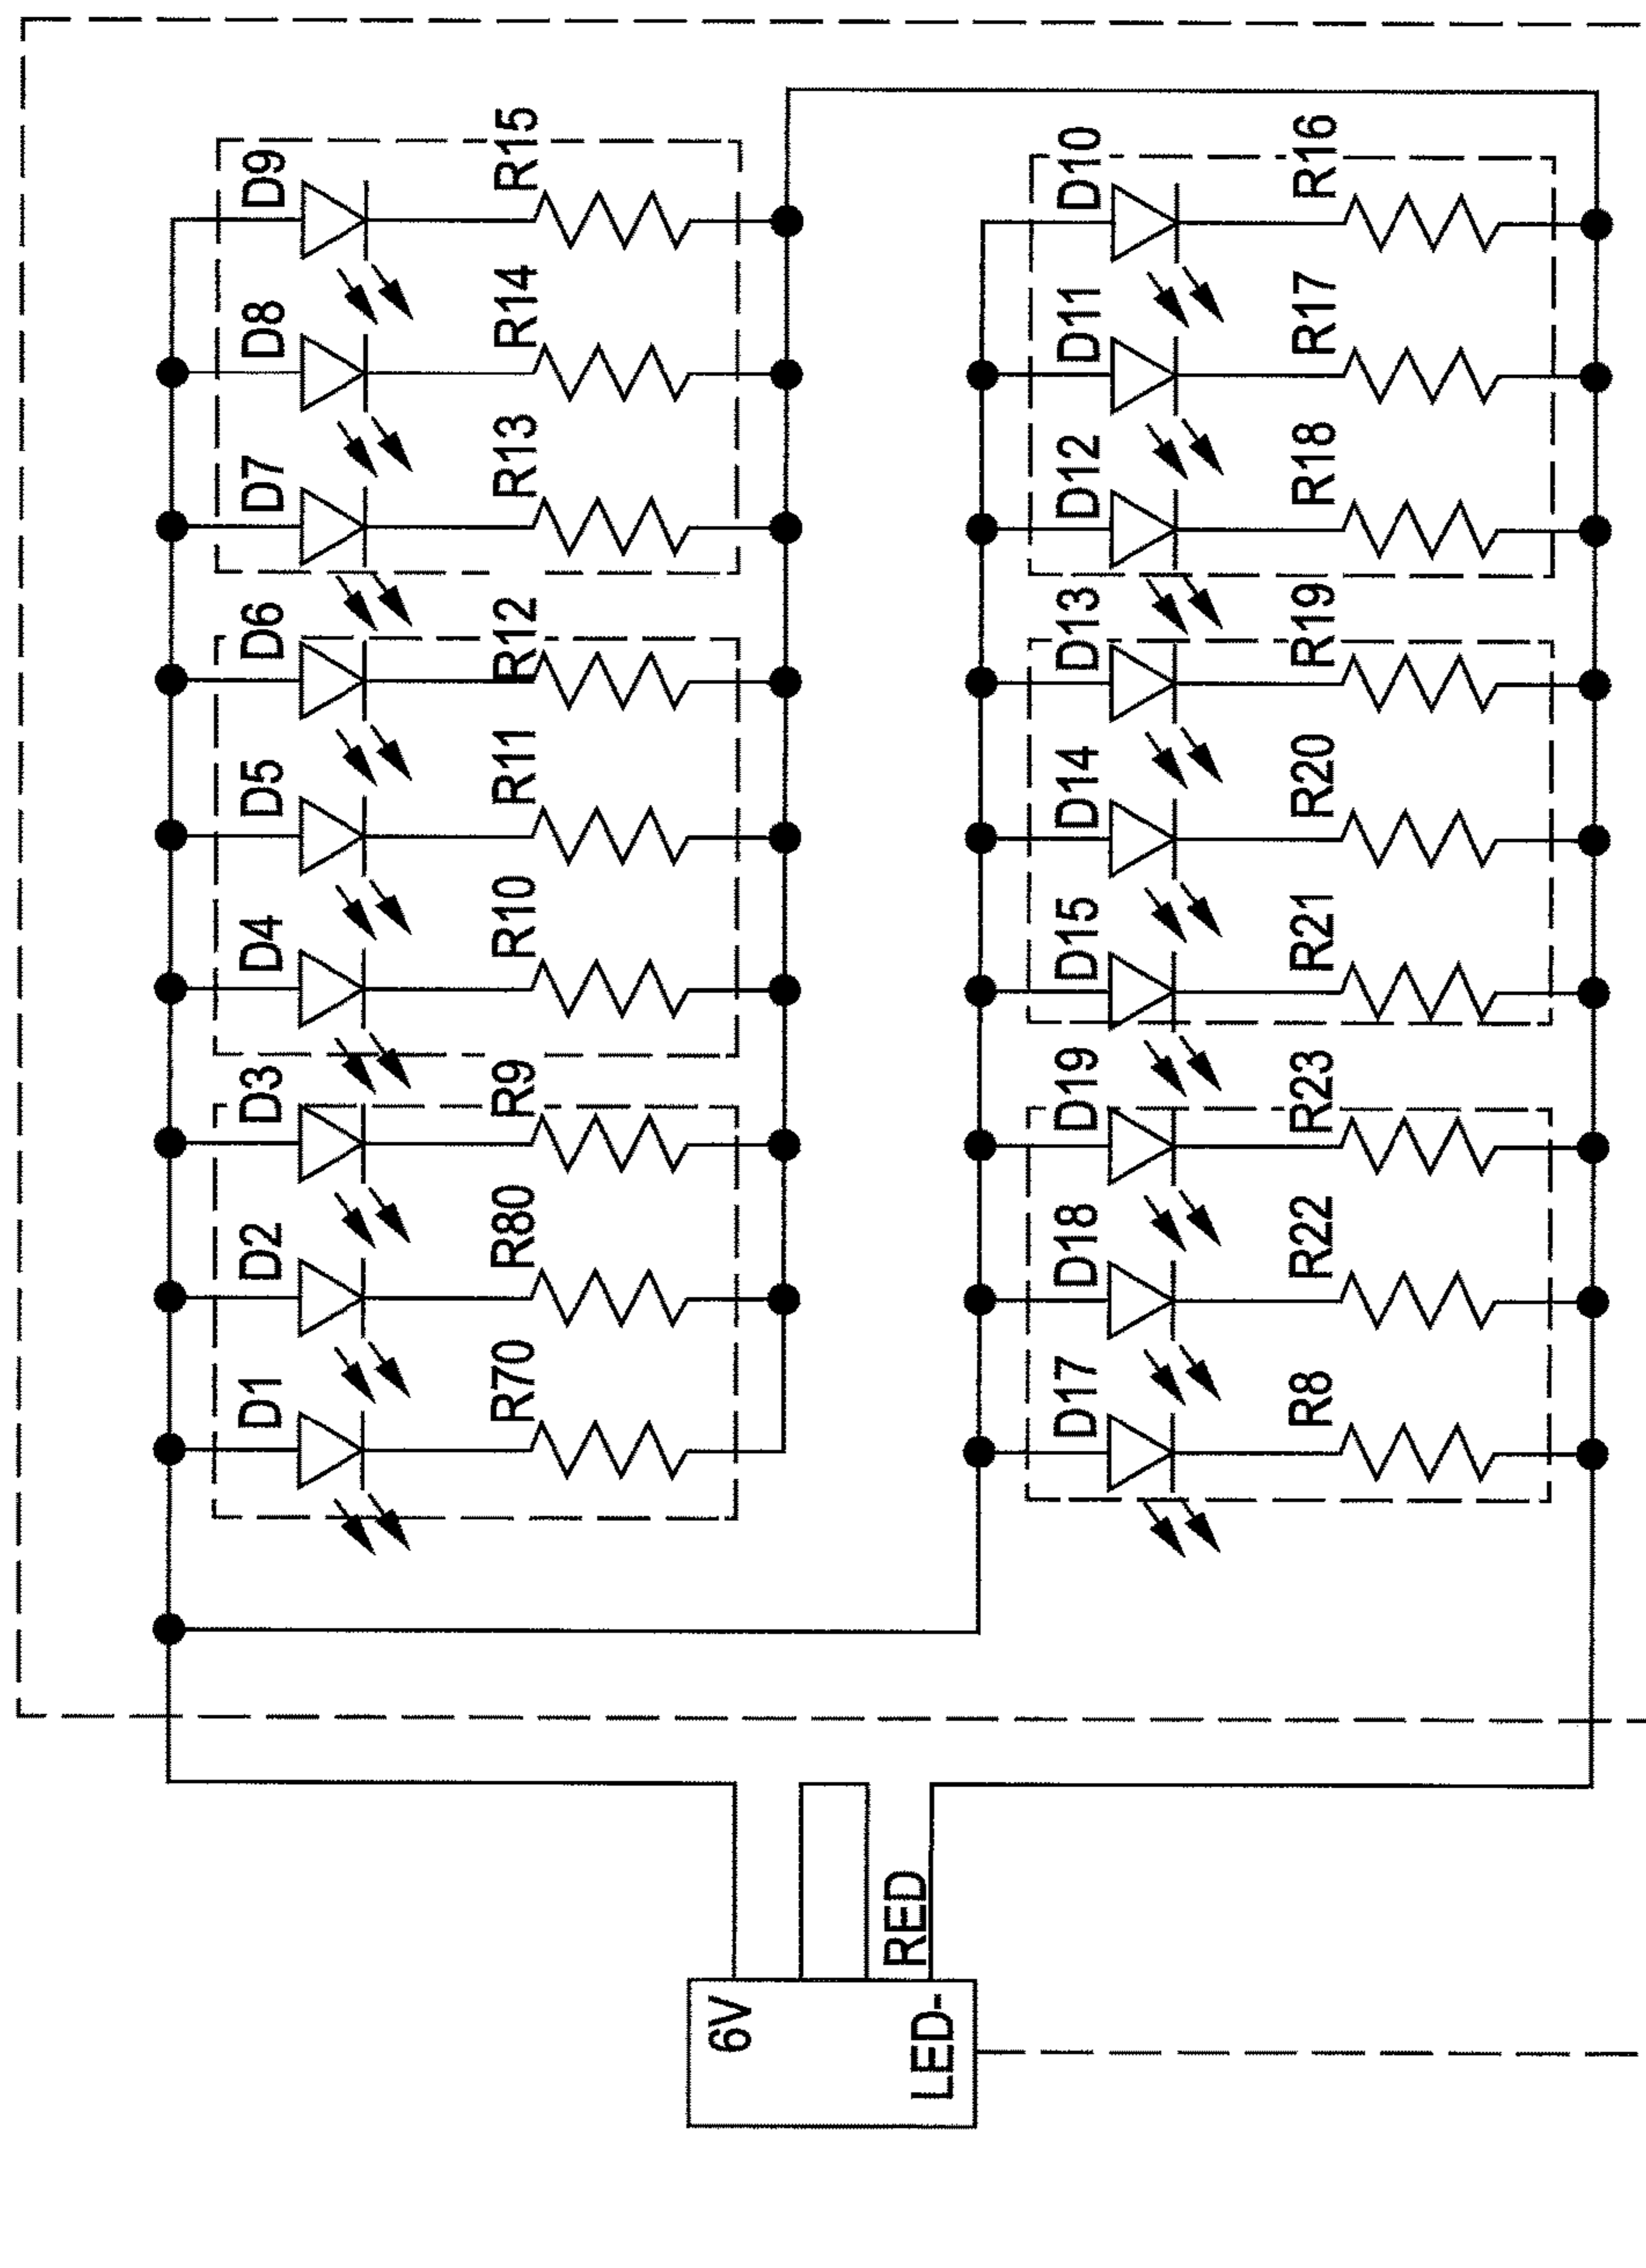 D9
R15
D8
R14
D7
R13
D6
R12
D5
R11
D4
R10
D3
R9
D2
R80
D1
R70
D10
R16
D11
R17
D12
R18
D13
R19
D14
R20
D15
R21
D19
R23
D18
R22
D17
R8
RED
6V
LED-